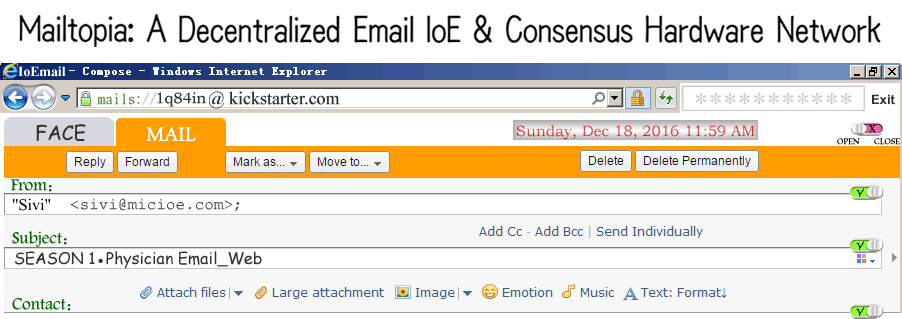 Mailtopia: A Decentralized Email IoE & Consensus Hardware Network
IoEmail - Compose - Windows Internet Explorer
mails://1q84in@kickstarter.com *********** Exit
FACE MAIL Sunday, Dec 18, 2016 11:59 AM X
OPEN CLOSE
Reply Forward Mark as... Move to... Delete Delete Permanently
From:
"Sivi" <sivi@micioe.com>;
Add Cc - Add Bcc | Send Individually
Subject:
SEASON 1•Physician Email_Web
Attach files | Large attachment Image | Emotion Music Text: Format↓
Contact: